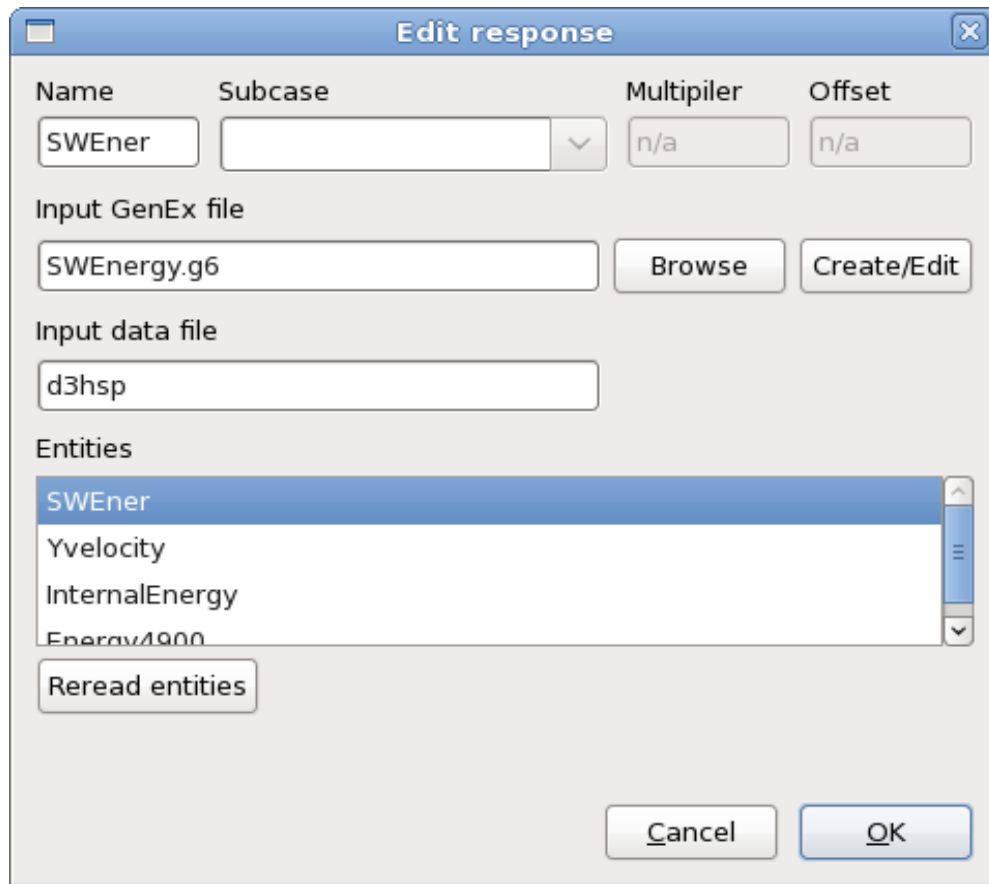 Edit response
Name Subcase Multipiler Offset
SWEner n/a n/a
Input GenEx file
SWEnergy.g6 Browse Create/Edit
Input data file
d3hsp
Entities
SWEner
Yvelocity
InternalEnergy
Energy4900
Reread entities
Cancel OK